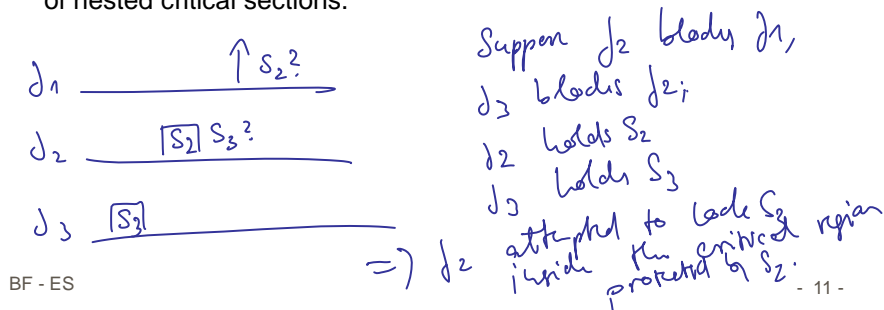 of nested critical sections.
J1 ↑ S2?
J2 S2 S3?
J3 S3
Suppose J2 blocks J1,
J3 blocks J2;
J2 holds S2
J3 holds S3
=> J2 attempted to lock S3
inside the critical region
protected by S2.
BF - ES
- 11 -